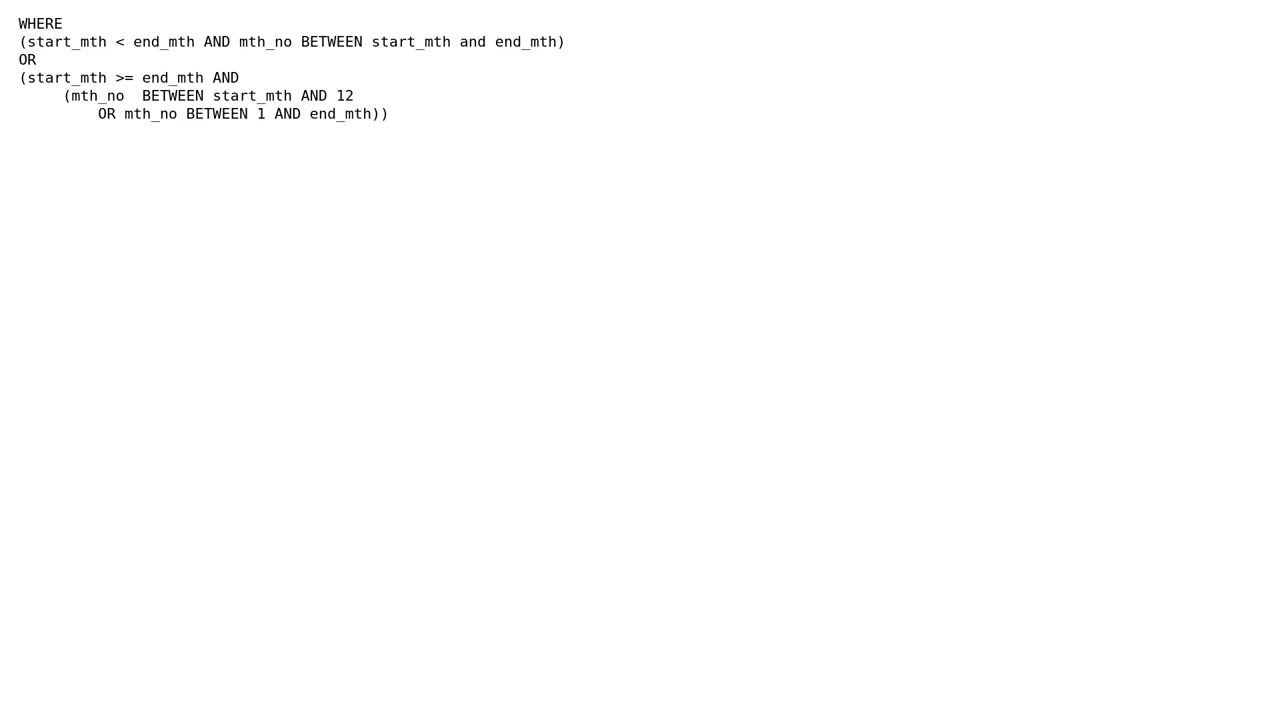 WHERE
(start_mth < end_mth AND mth_no BETWEEN start_mth and end_mth)
OR
(start_mth >= end_mth AND
     (mth_no  BETWEEN start_mth AND 12
         OR mth_no BETWEEN 1 AND end_mth))